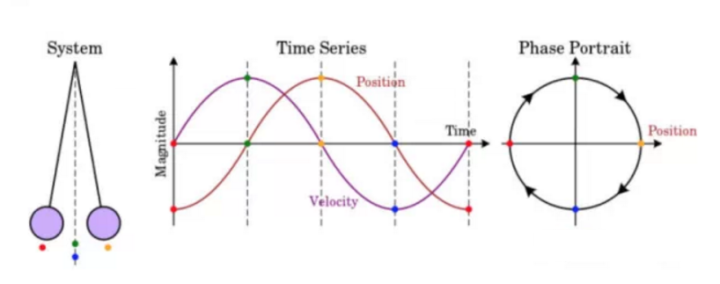 System
Time Series
Phase Portrait
Position
Magnitude
Time
Velocity
Position